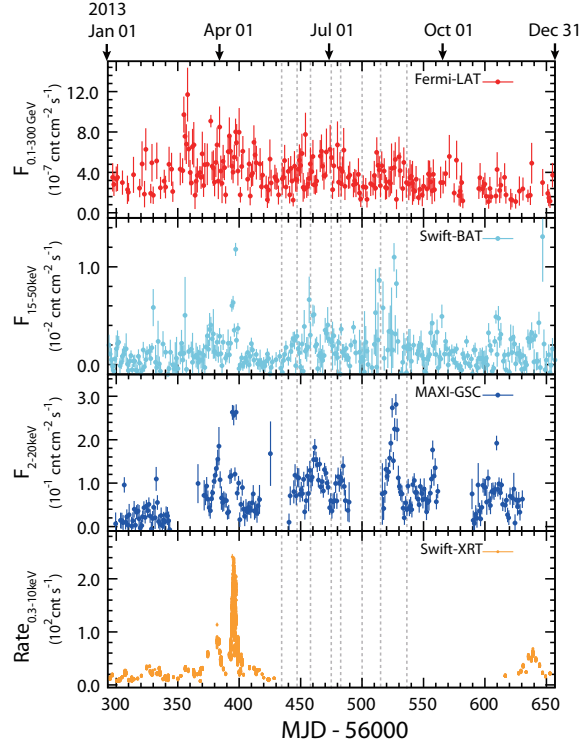 2013
Jan 01 Apr 01 Jul 01 Oct 01 Dec 31
Fermi-LAT
12.0
8.0
4.0
0.0
F0.1-300 GeV
(10-7 cnt cm-2 s-1)
Swift-BAT
1.0
0.0
F15-50keV
(10-2 cnt cm-2 s-1)
MAXI-GSC
3.0
2.0
1.0
0.0
F2-20keV
(10-1 cnt cm-2 s-1)
Swift-XRT
2.0
1.0
0.0
Rate0.3-10keV
(102 cnt s-1)
300 350 400 450 500 550 600 650
MJD - 56000